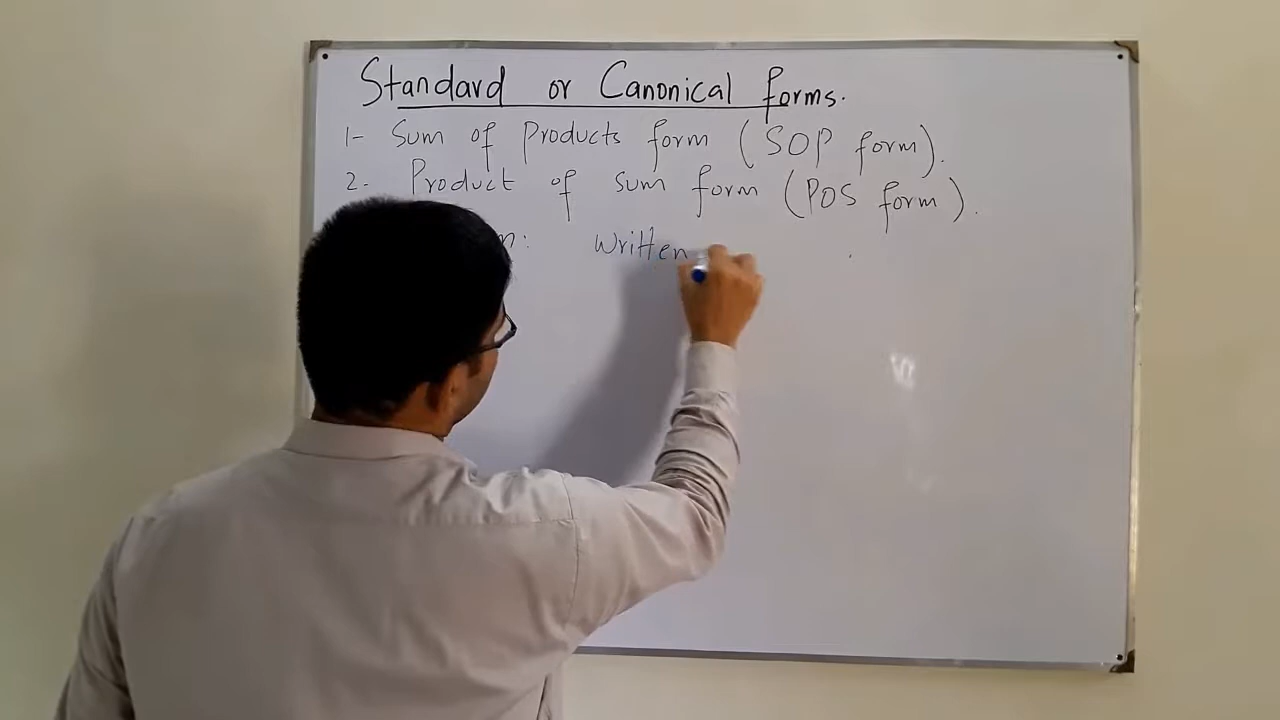 Standard or Canonical forms.
1- Sum of Products form (SOP form).
2. Product of sum form (POS form).
Written